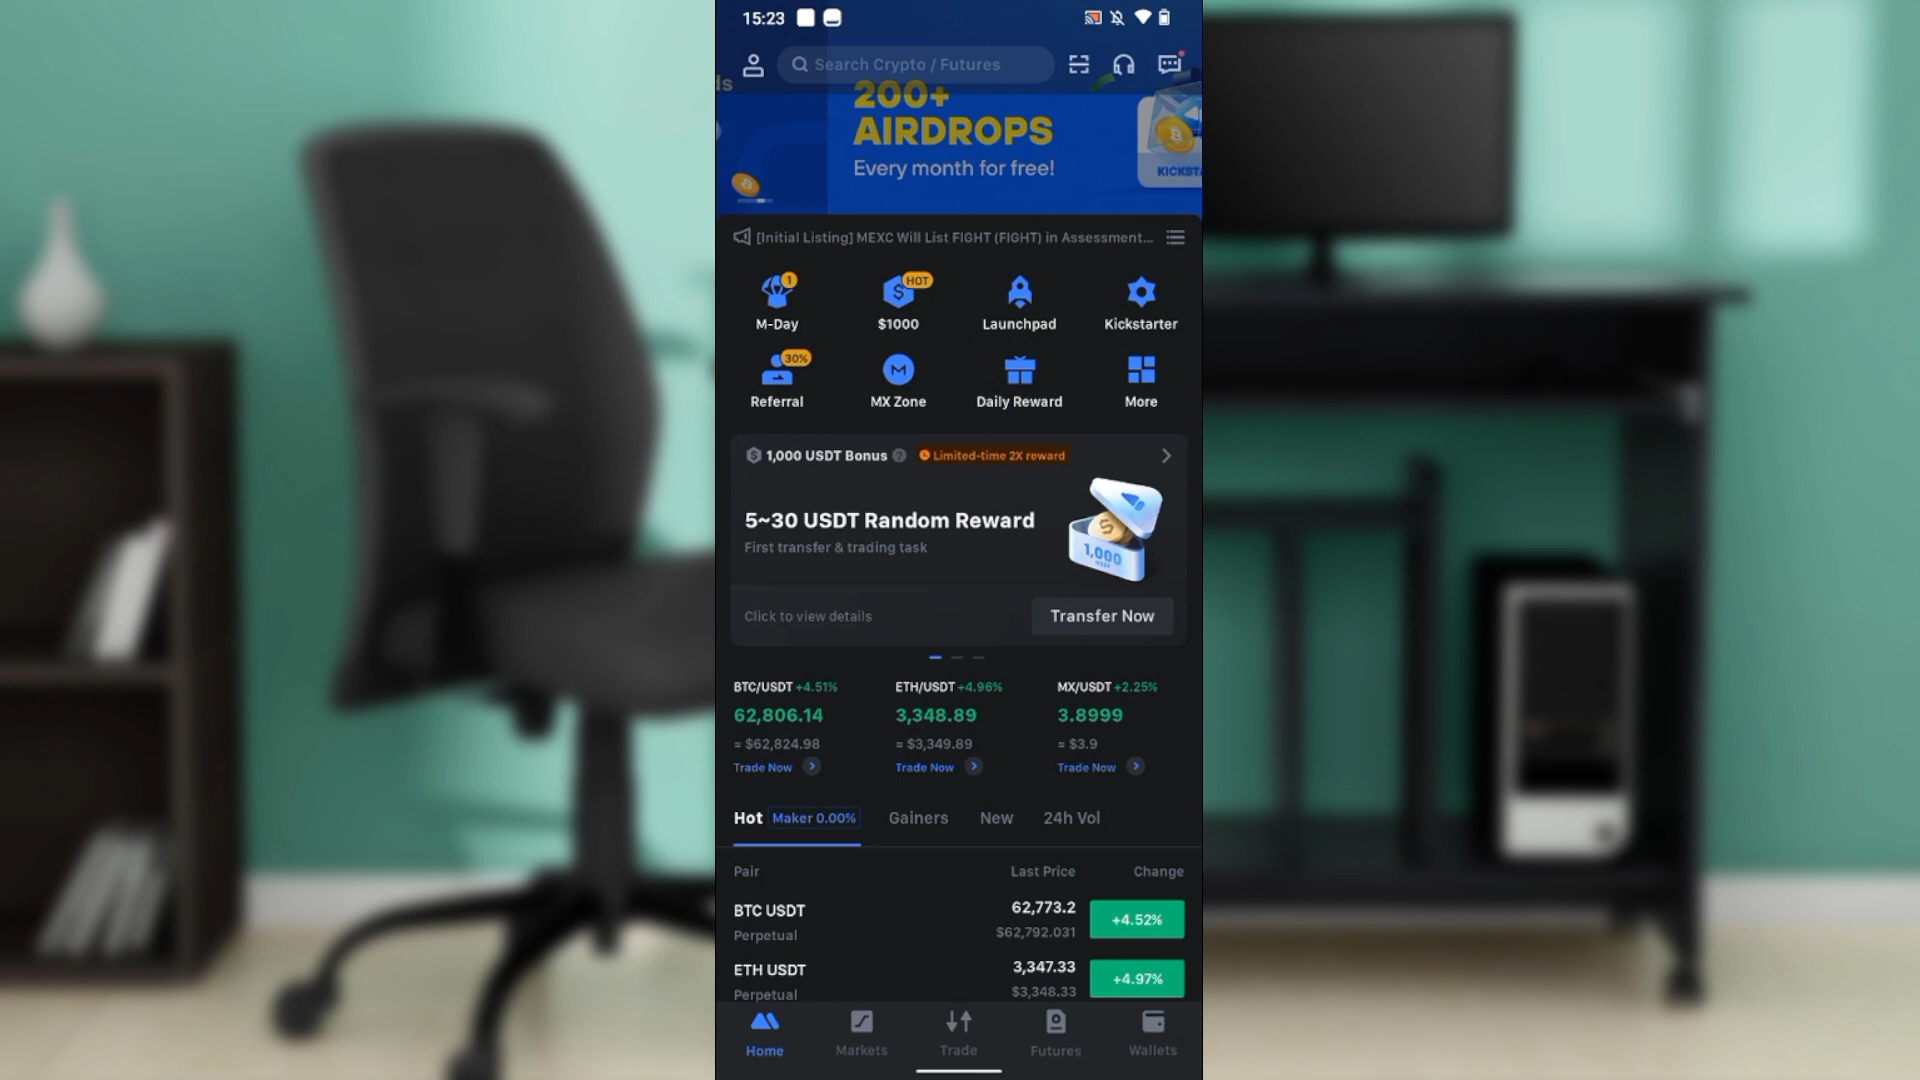 15:23
Search Crypto / Futures
ls
200+
AIRDROPS
Every month for free!
KICKSTA
[Initial Listing] MEXC Will List FIGHT (FIGHT) in Assessment...
1
HOT
M-Day
$1000
Launchpad
Kickstarter
30%
Referral
MX Zone
Daily Reward
More
1,000 USDT Bonus
Limited-time 2X reward
5~30 USDT Random Reward
First transfer & trading task
1,000
USDT
Click to view details
Transfer Now
BTC/USDT +4.51%
ETH/USDT +4.96%
MX/USDT +2.25%
62,806.14
3,348.89
3.8999
≈ $62,824.98
≈ $3,349.89
≈ $3.9
Trade Now
Trade Now
Trade Now
Hot
Maker 0.00%
Gainers
New
24h Vol
Pair
Last Price
Change
BTC USDT
62,773.2
+4.52%
Perpetual
$62,792.031
ETH USDT
3,347.33
+4.97%
Perpetual
$3,348.33
Home
Markets
Trade
Futures
Wallets